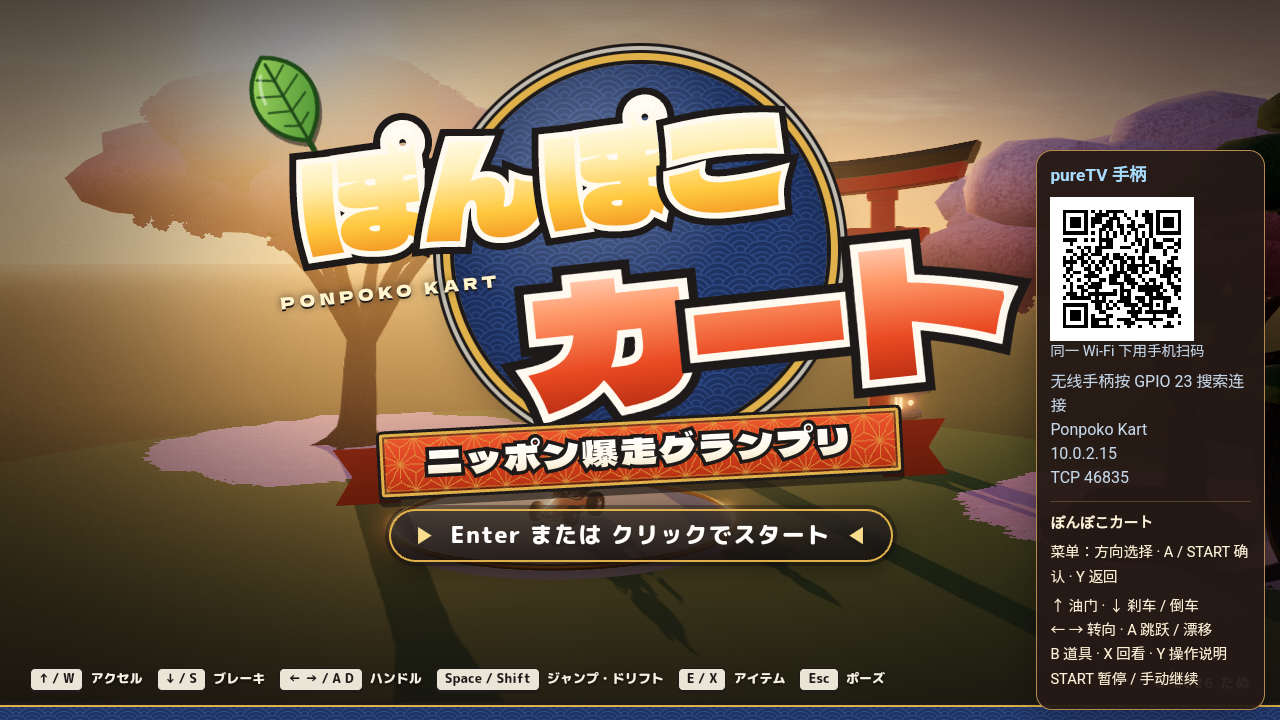 ぽんぽこ
PONPOKO KART
カート
ニッポン爆走グランプリ
Enter または クリックでスタート
↑ / W アクセル ↓ / S ブレーキ ← → / A D ハンドル Space / Shift ジャンプ・ドリフト E / X アイテム Esc ポーズ
pureTV 手柄
同一 Wi-Fi 下用手机扫码
无线手柄按 GPIO 23 搜索连
接
Ponpoko Kart
10.0.2.15
TCP 46835
ぽんぽこカート
菜单：方向选择 · A / START 确
认 · Y 返回
↑ 油门 · ↓ 刹车 / 倒车
← → 转向 · A 跳跃 / 漂移
B 道具 · X 回看 · Y 操作说明
START 暂停 / 手动继续